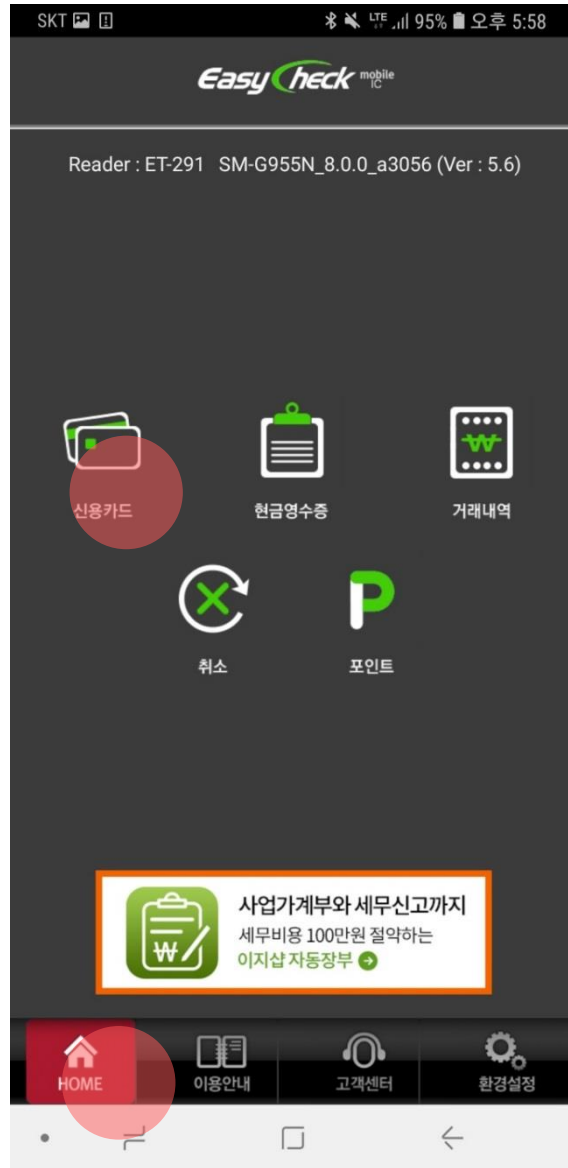 SKT LTE 95% 오후 5:58
EasyCheck mobile IC
Reader : ET-291 SM-G955N_8.0.0_a3056 (Ver : 5.6)
신용카드 현금영수증 거래내역
취소 포인트
사업가계부와 세무신고까지
세무비용 100만원 절약하는
이지샵 자동장부
HOME 이용안내 고객센터 환경설정